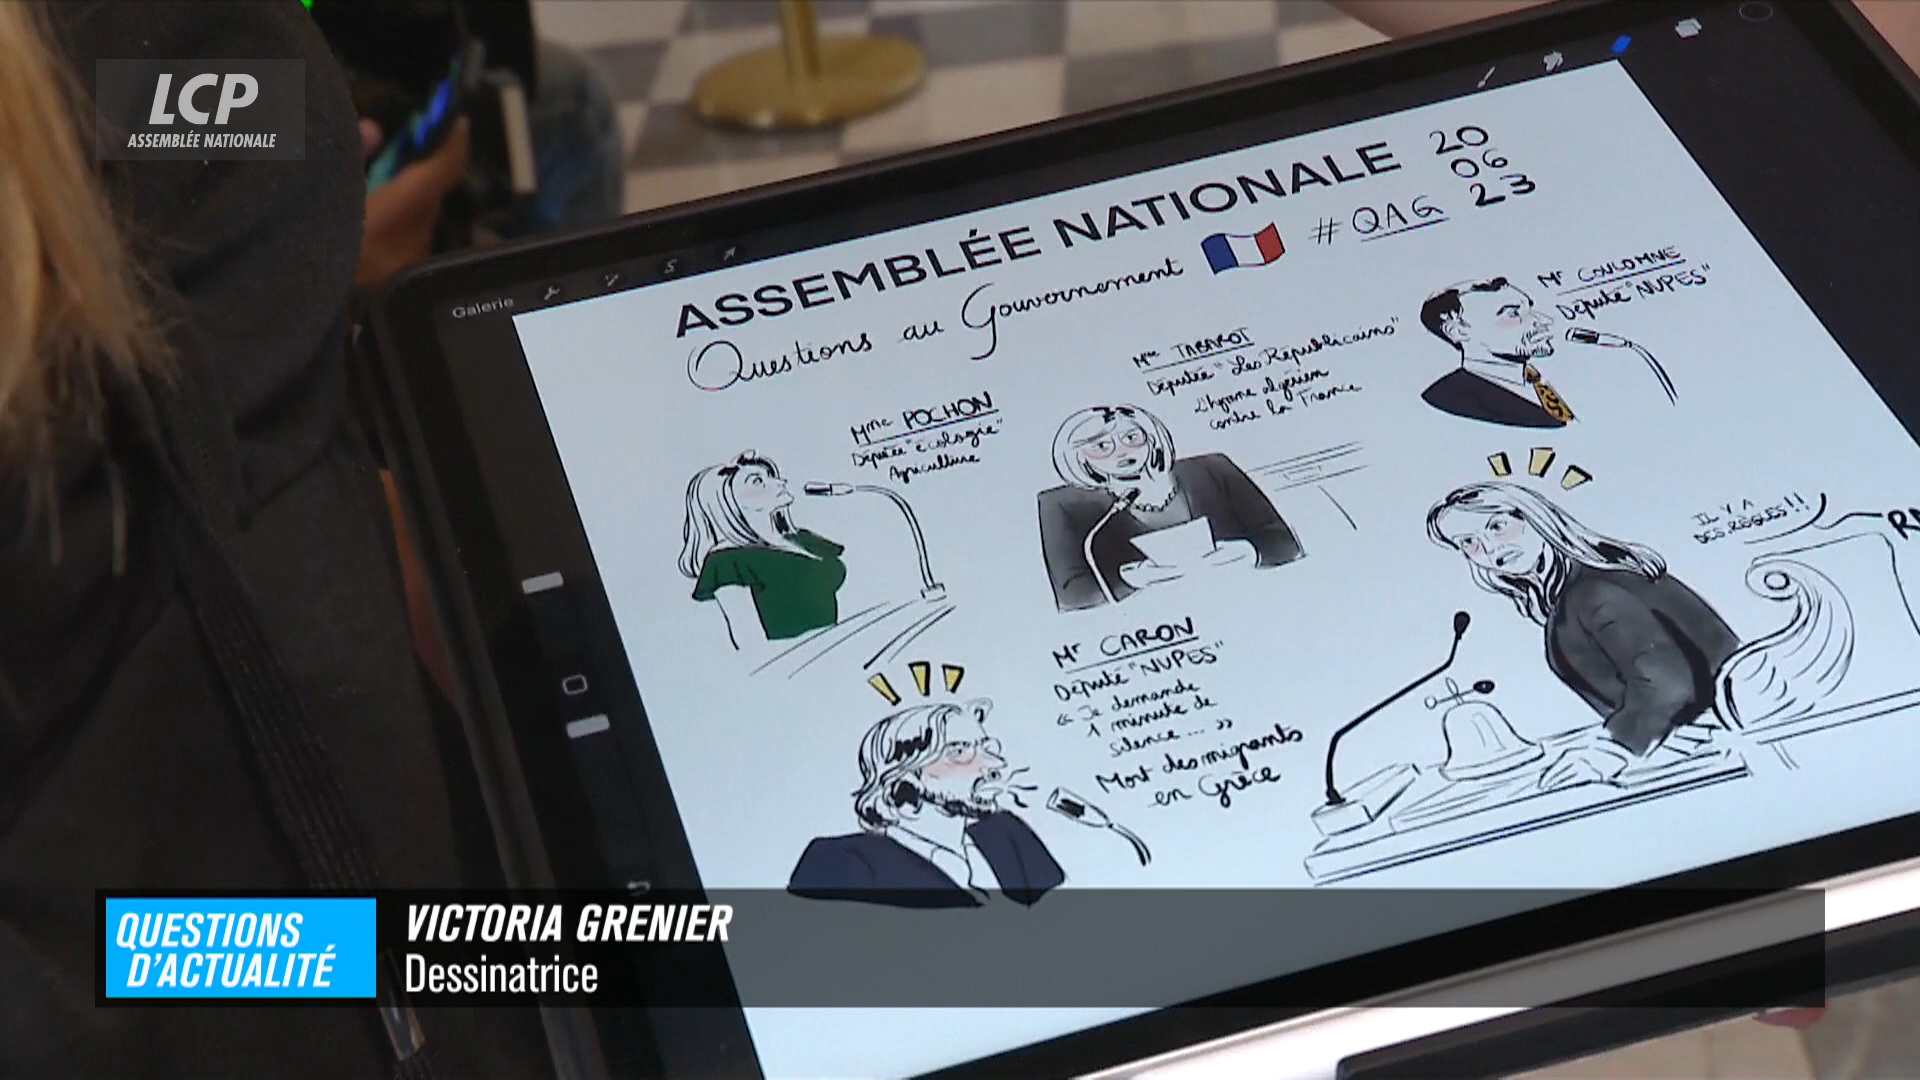 LCP
ASSEMBLÉE NATIONALE
Galerie
ASSEMBLÉE NATIONALE
20
06
23
Questions au Gouvernement
#QAG
Mme POCHON
Députée "écologie"
Agriculture
Mme TABAROT
Députée "Les Républicains"
L'hymne algérien
contre la France
Mr COULOMNE
Député "NUPES"
IL Y A
DES RÈGLES!!
Mr CARON
Député "NUPES"
« Je demande
1 minute de
silence... »
Mort des migrants
en Grèce
QUESTIONS
D'ACTUALITÉ
VICTORIA GRENIER
Dessinatrice